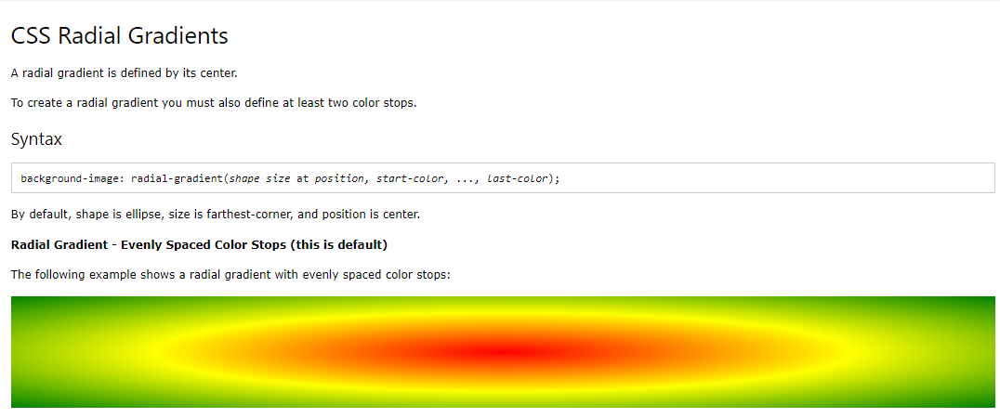 CSS Radial Gradients
A radial gradient is defined by its center.
To create a radial gradient you must also define at least two color stops.
Syntax
background-image: radial-gradient(shape size at position, start-color, ..., last-color);
By default, shape is ellipse, size is farthest-corner, and position is center.
Radial Gradient - Evenly Spaced Color Stops (this is default)
The following example shows a radial gradient with evenly spaced color stops: